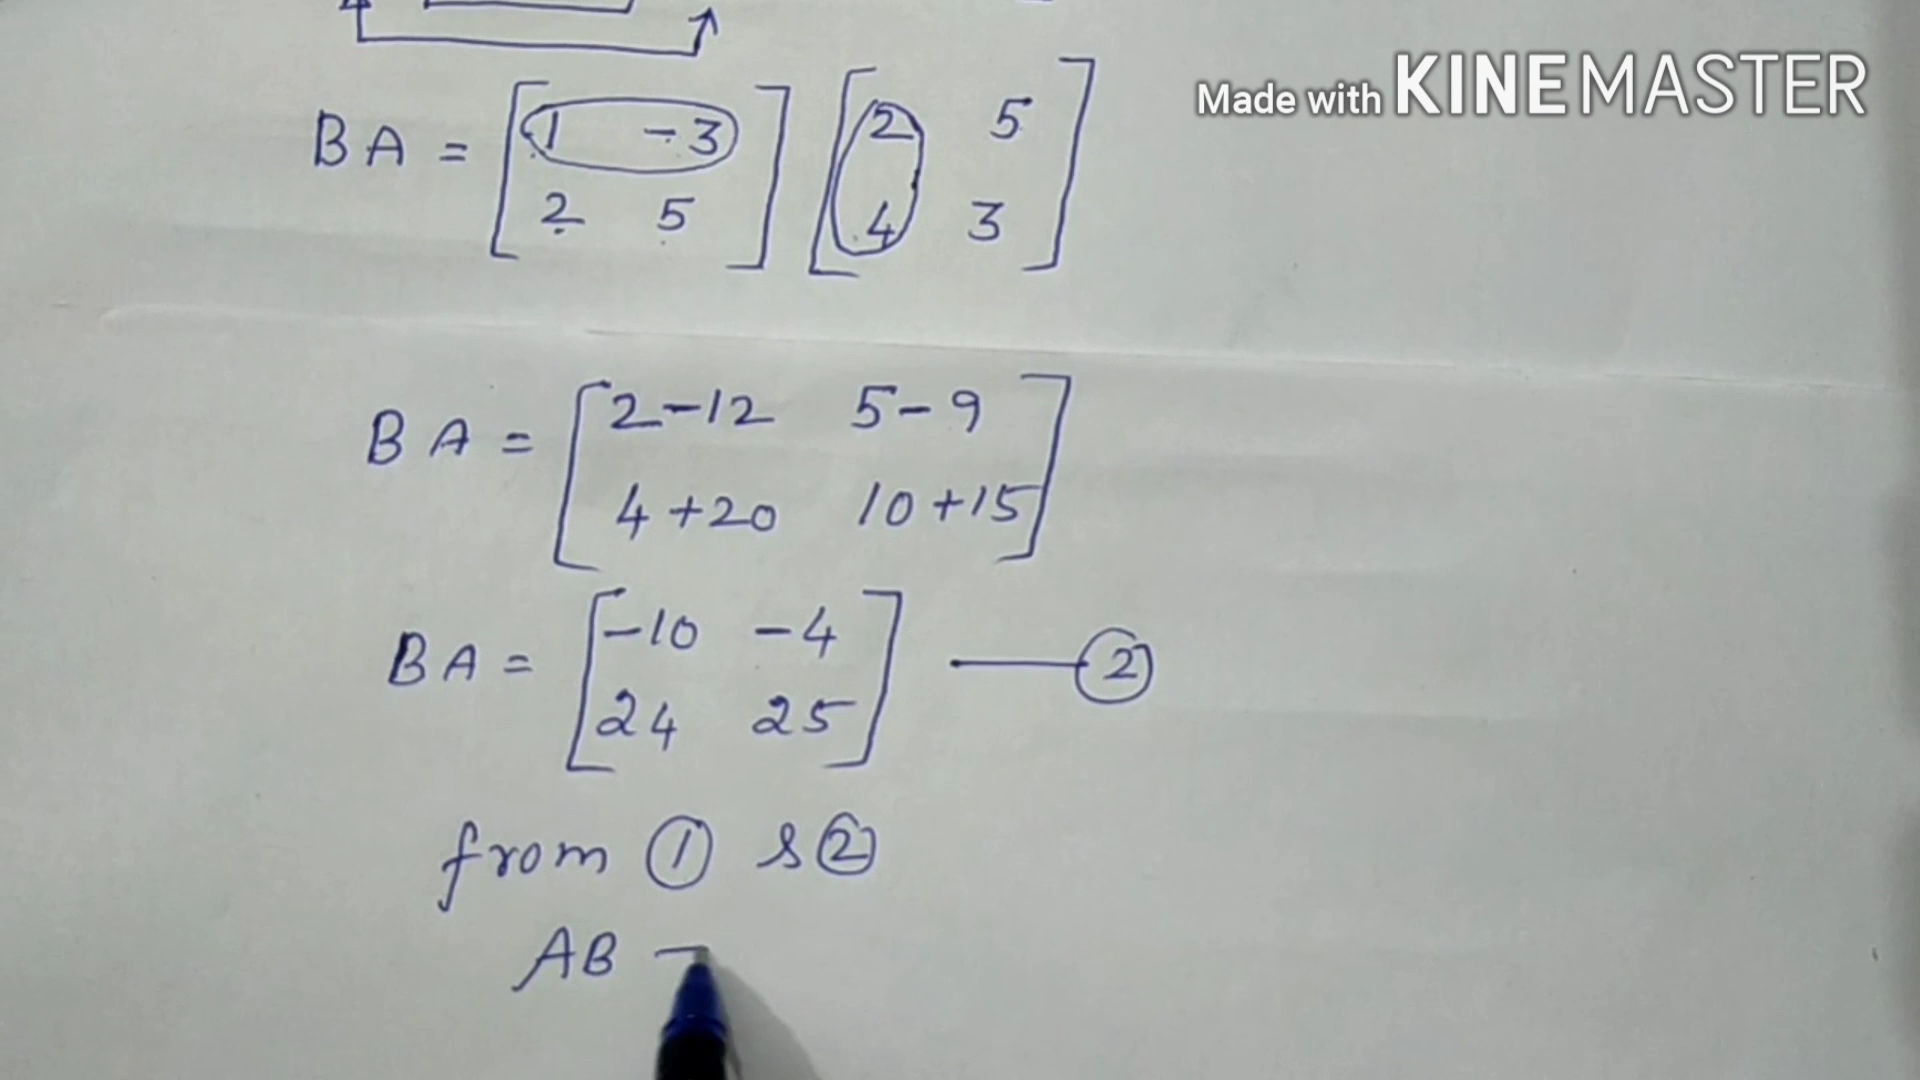 Made with KINEMASTER
BA = [1 -3] [2 5]
[2 5] [4 3]
BA = [2-12 5-9]
[4+20 10+15]
BA = [-10 -4] — ②
[24 25]
from ① & ②
AB